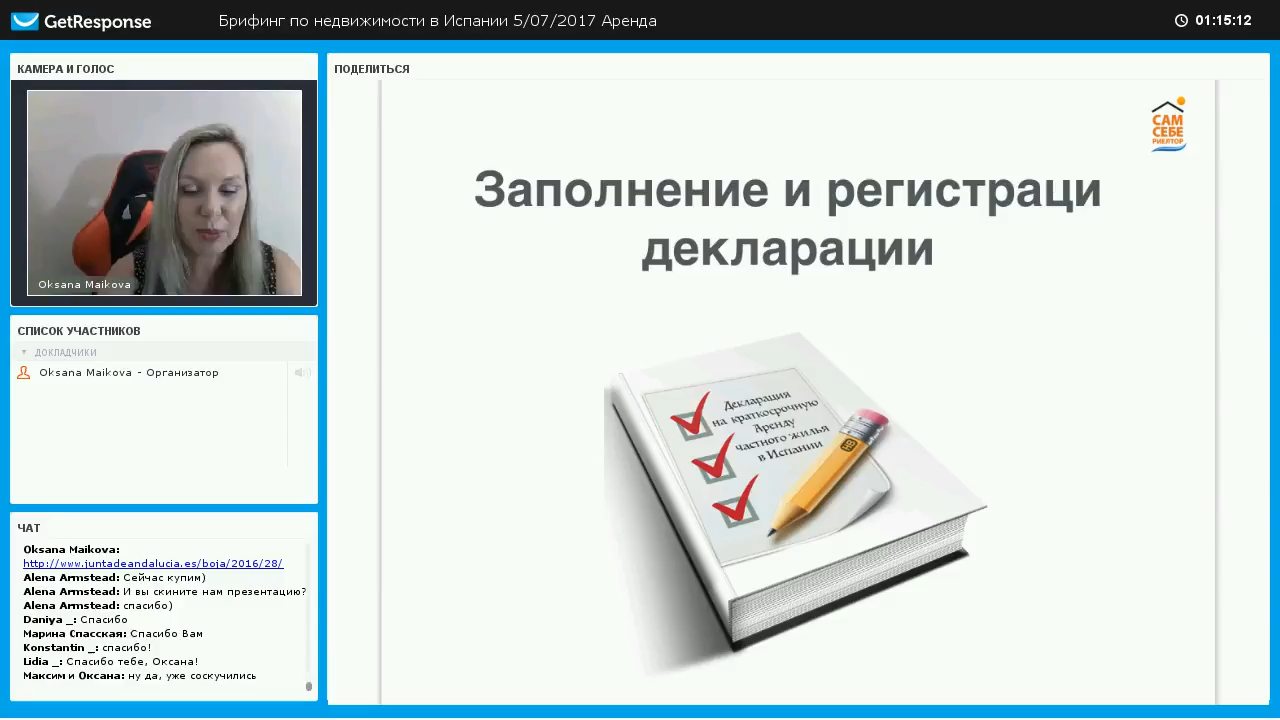 GetResponse
Брифинг по недвижимости в Испании 5/07/2017 Аренда
01:15:12
КАМЕРА И ГОЛОС
Oksana Maikova
СПИСОК УЧАСТНИКОВ
ДОКЛАДЧИКИ
Oksana Maikova - Организатор
ЧАТ
Oksana Maikova:
http://www.juntadeandalucia.es/boja/2016/28/
Alena Armstead: Сейчас купим)
Alena Armstead: И вы скините нам презентацию?
Alena Armstead: спасибо)
Daniya _: Спасибо
Марина Спасская: Спасибо Вам
Konstantin _: спасибо!
Lidia _: Спасибо тебе, Оксана!
Максим и Оксана: ну да, уже соскучились
ПОДЕЛИТЬСЯ
САМ
СЕБЕ
РИЕЛТОР
Заполнение и регистраци
декларации
Декларация
на краткосрочную
Аренду
частного жилья
в Испании
HB